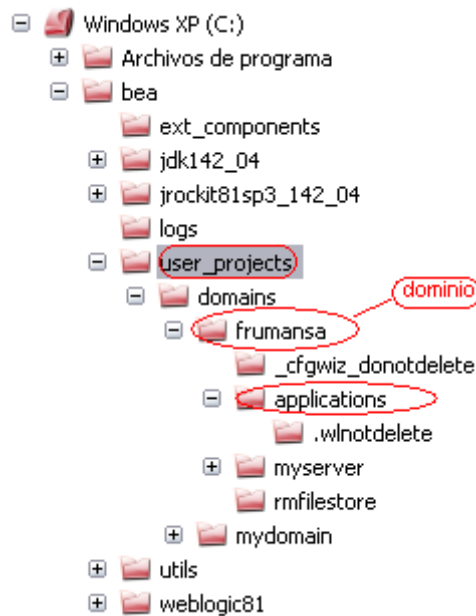 Windows XP (C:)
Archivos de programa
bea
ext_components
jdk142_04
jrockit81sp3_142_04
logs
user_projects
domains
dominio
frumansa
_cfgwiz_donotdelete
applications
.wlnotdelete
myserver
rmfilestore
mydomain
utils
weblogic81